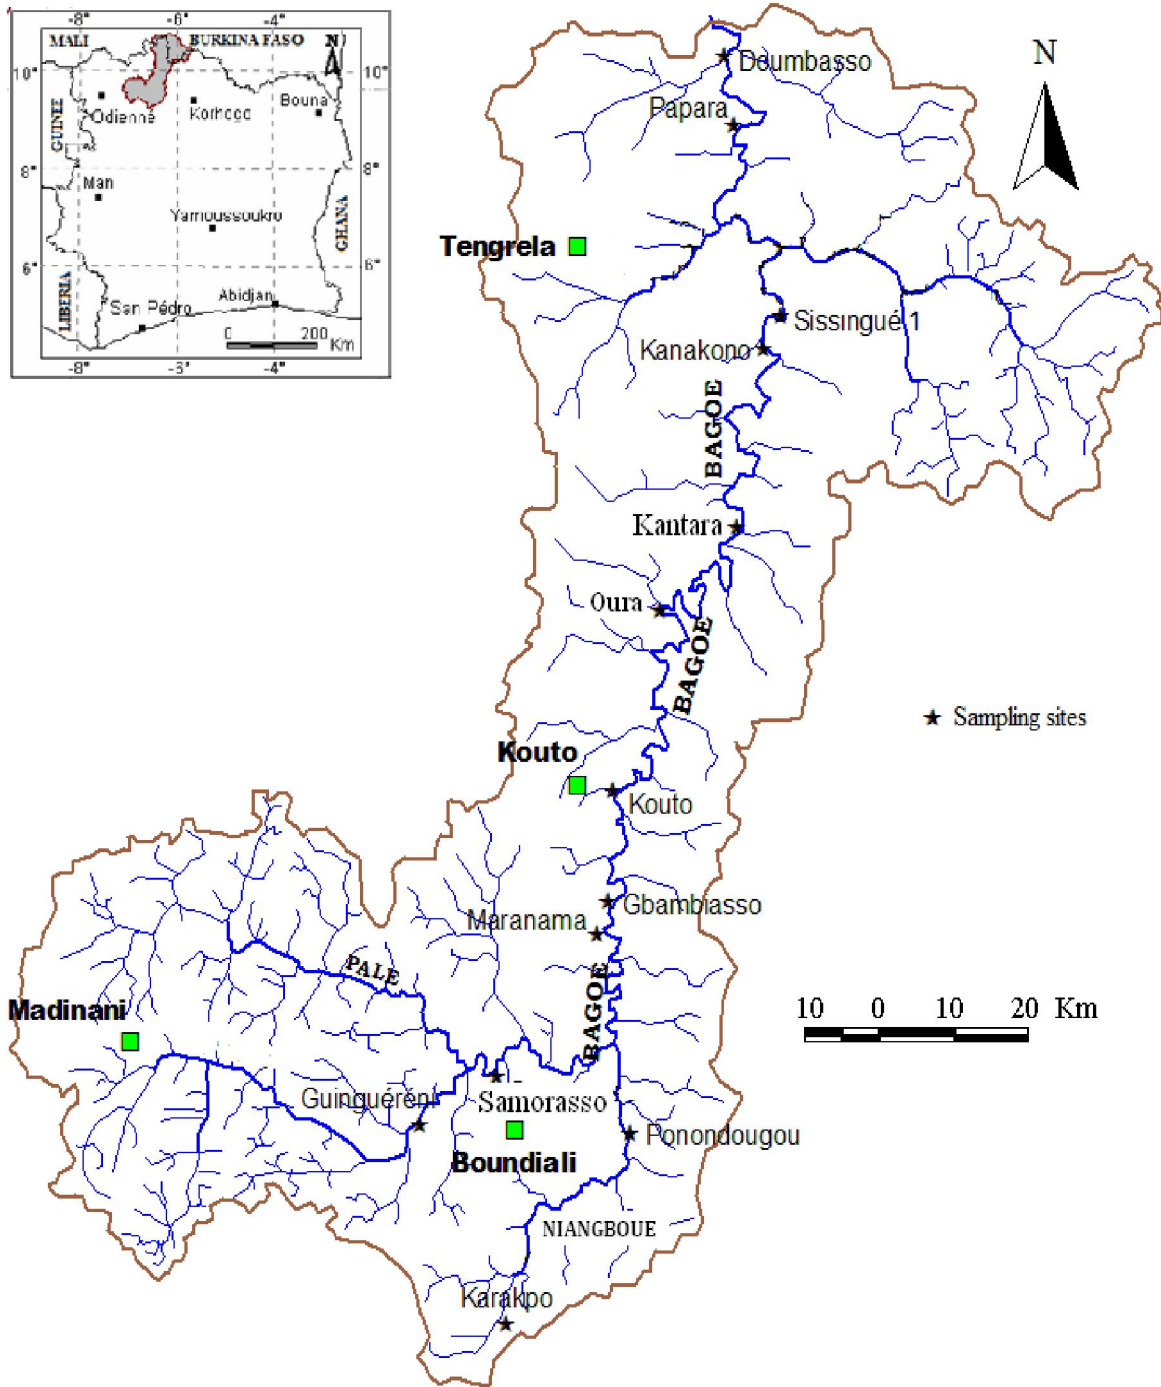 -8° -6° -4°
MALI BURKINA FASO N
10° 10°
Odienné Korhogo Bouna
GUINEE
8° 8°
Man
Yamoussoukro
GHANA
6° 6°
LIBERIA
San Pédro Abidjan
0 200 Km
-8° -6° -4°
N
Doumbasso
Papara
Tengrela
Sissingué 1
Kanakono
BAGOE
Kantara
Oura
BAGOE
Sampling sites
Kouto
Kouto
Gbambiasso
Maranama
PALE
BAGOE
Madinani
10 0 10 20 Km
Guinguéréni
Samorasso
Ponondougou
Boundiali
NIANGBOUE
Karakpo